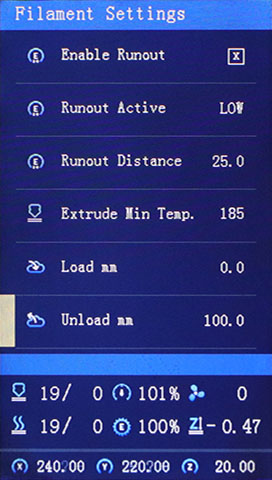 Filament Settings
Enable Runout X
Runout Active LOW
Runout Distance 25.0
Extrude Min Temp. 185
Load mm 0.0
Unload mm 100.0
19/ 0 101% 0
19/ 0 E 100% Z -0.47
X 240.00 Y 220.00 Z 20.00